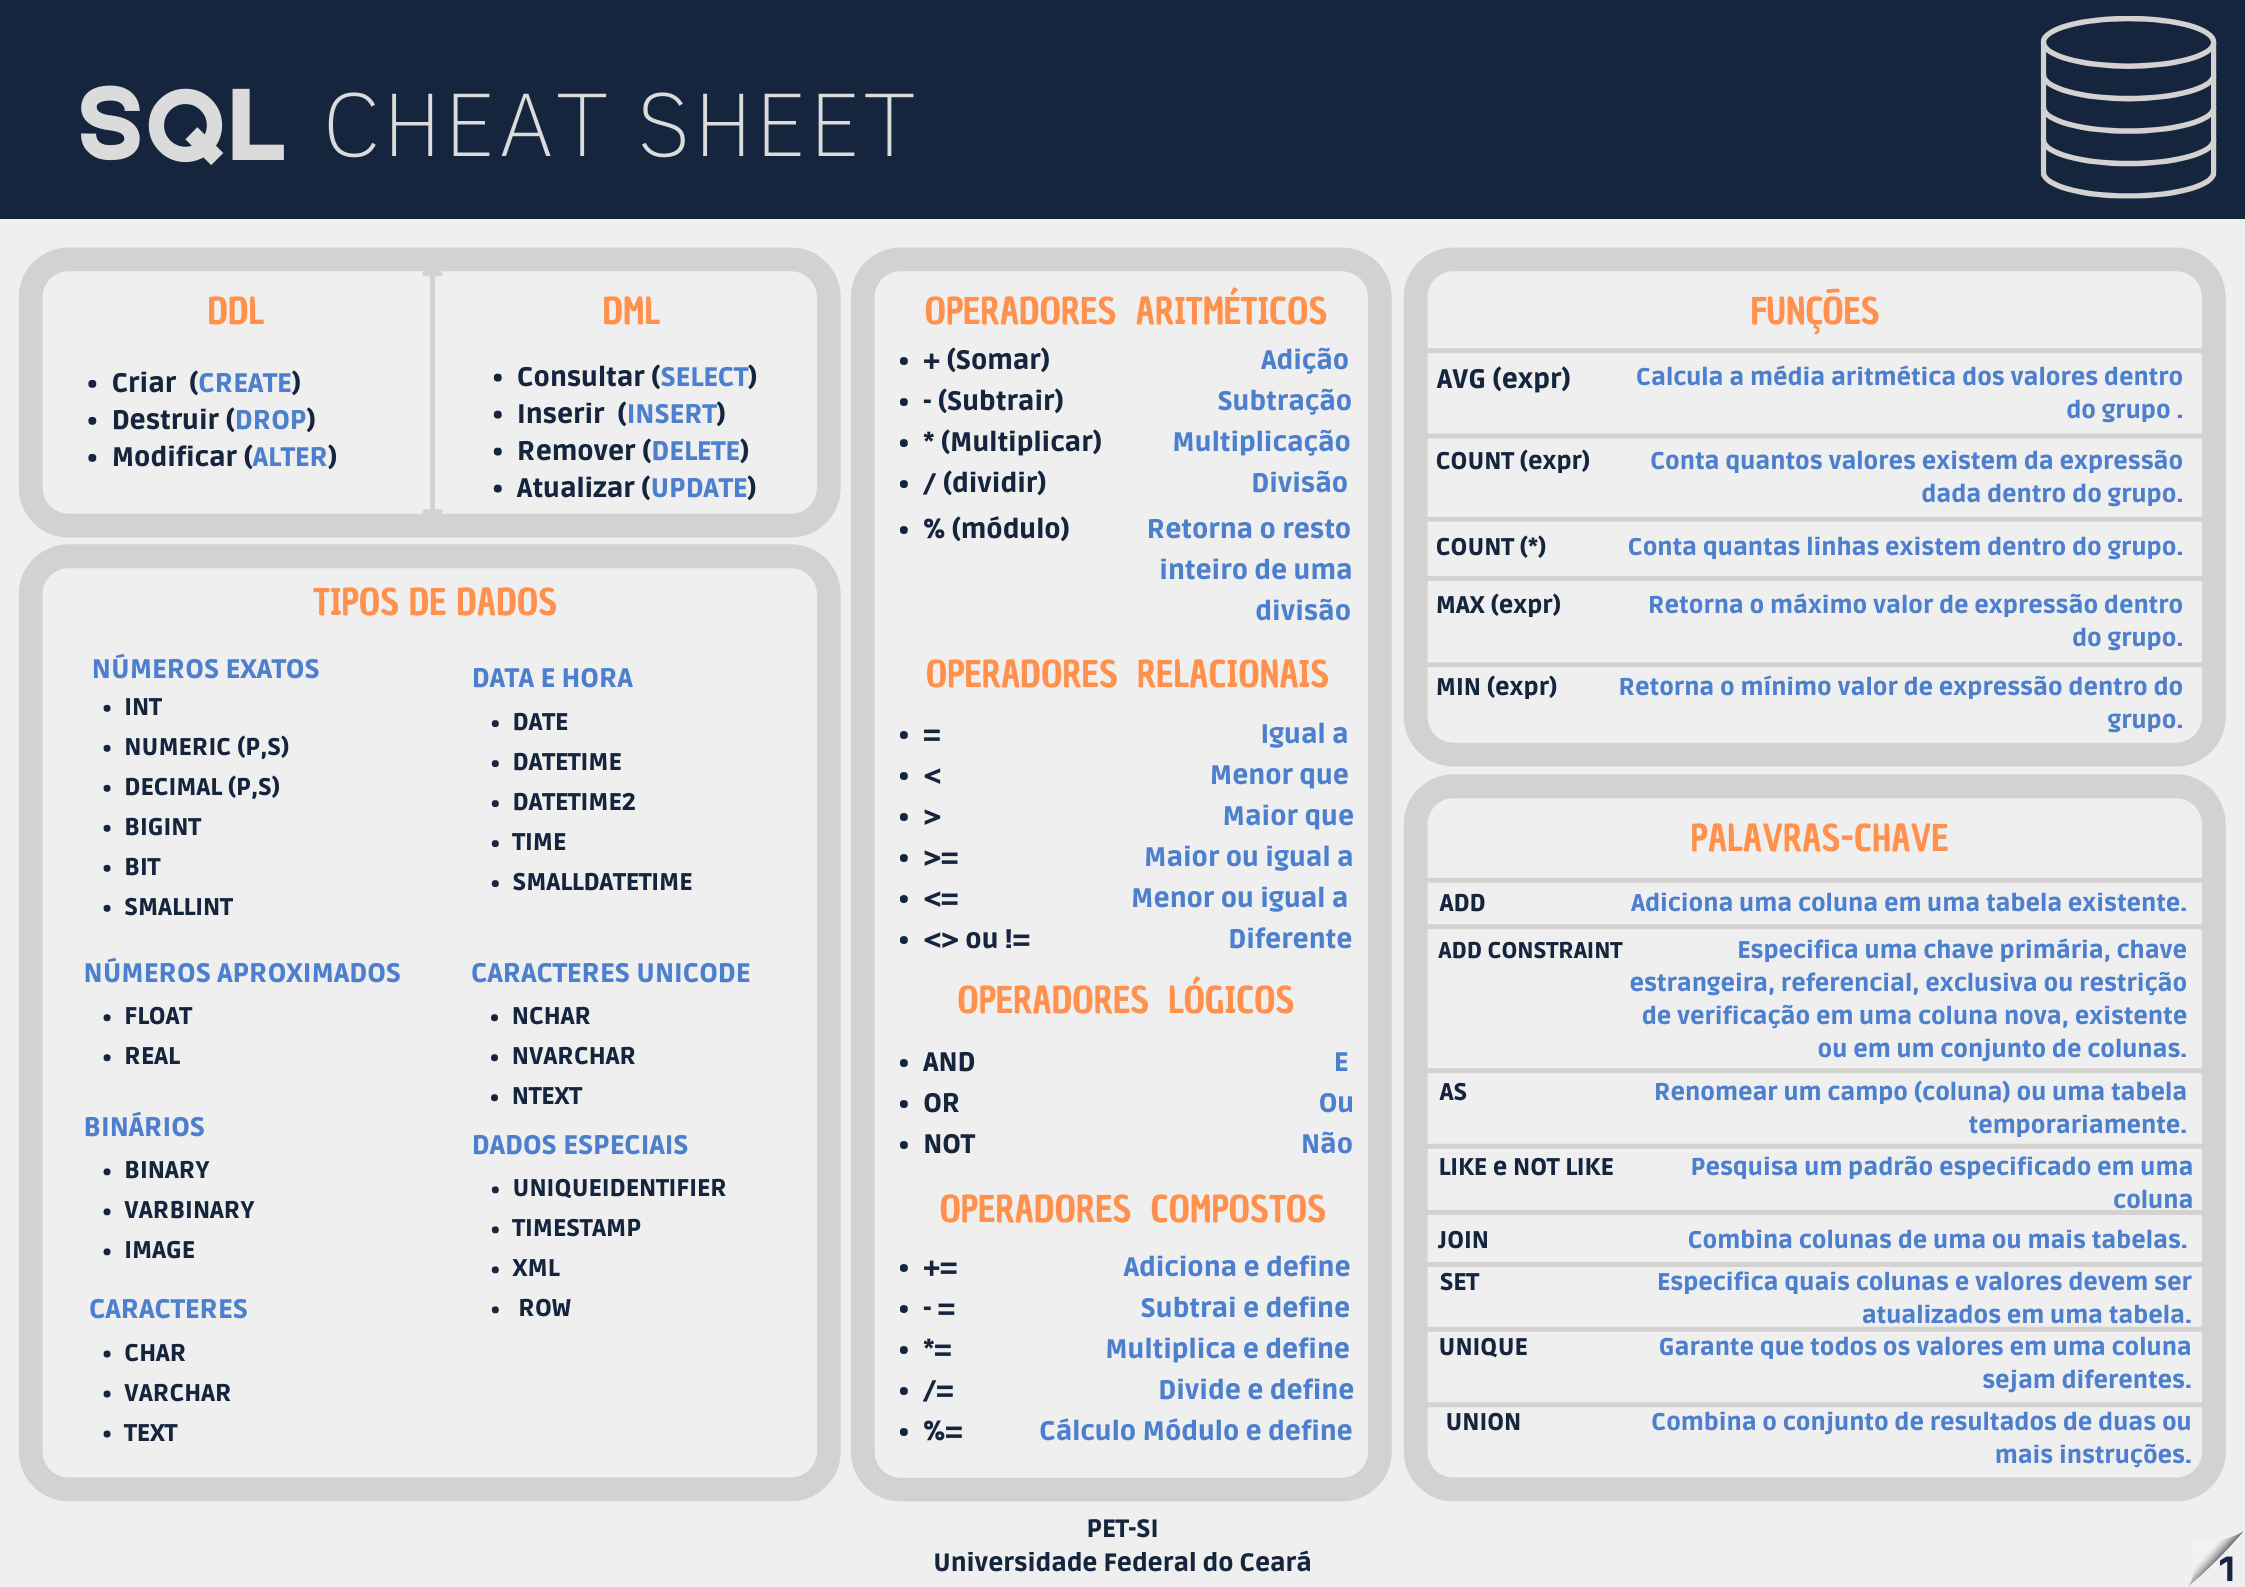 SQL CHEAT SHEET
DDL
Criar (CREATE)
Destruir (DROP)
Modificar (ALTER)
DML
Consultar (SELECT)
Inserir (INSERT)
Remover (DELETE)
Atualizar (UPDATE)
TIPOS DE DADOS
NÚMEROS EXATOS
INT
NUMERIC (P,S)
DECIMAL (P,S)
BIGINT
BIT
SMALLINT
NÚMEROS APROXIMADOS
FLOAT
REAL
BINÁRIOS
BINARY
VARBINARY
IMAGE
CARACTERES
CHAR
VARCHAR
TEXT
DATA E HORA
DATE
DATETIME
DATETIME2
TIME
SMALLDATETIME
CARACTERES UNICODE
NCHAR
NVARCHAR
NTEXT
DADOS ESPECIAIS
UNIQUEIDENTIFIER
TIMESTAMP
XML
ROW
OPERADORES ARITMÉTICOS
+ (Somar) Adição
- (Subtrair) Subtração
* (Multiplicar) Multiplicação
/ (dividir) Divisão
% (módulo) Retorna o resto
inteiro de uma
divisão
OPERADORES RELACIONAIS
= Igual a
< Menor que
> Maior que
>= Maior ou igual a
<= Menor ou igual a
<> ou != Diferente
OPERADORES LÓGICOS
AND E
OR Ou
NOT Não
OPERADORES COMPOSTOS
+= Adiciona e define
- = Subtrai e define
*= Multiplica e define
/= Divide e define
%= Cálculo Módulo e define
FUNÇÕES
AVG (expr) Calcula a média aritmética dos valores dentro
do grupo .
COUNT (expr) Conta quantos valores existem da expressão
dada dentro do grupo.
COUNT (*) Conta quantas linhas existem dentro do grupo.
MAX (expr) Retorna o máximo valor de expressão dentro
do grupo.
MIN (expr) Retorna o mínimo valor de expressão dentro do
grupo.
PALAVRAS-CHAVE
ADD Adiciona uma coluna em uma tabela existente.
ADD CONSTRAINT Especifica uma chave primária, chave
estrangeira, referencial, exclusiva ou restrição
de verificação em uma coluna nova, existente
ou em um conjunto de colunas.
AS Renomear um campo (coluna) ou uma tabela
temporariamente.
LIKE e NOT LIKE Pesquisa um padrão especificado em uma
coluna
JOIN Combina colunas de uma ou mais tabelas.
SET Especifica quais colunas e valores devem ser
atualizados em uma tabela.
UNIQUE Garante que todos os valores em uma coluna
sejam diferentes.
UNION Combina o conjunto de resultados de duas ou
mais instruções.
PET-SI
Universidade Federal do Ceará
1